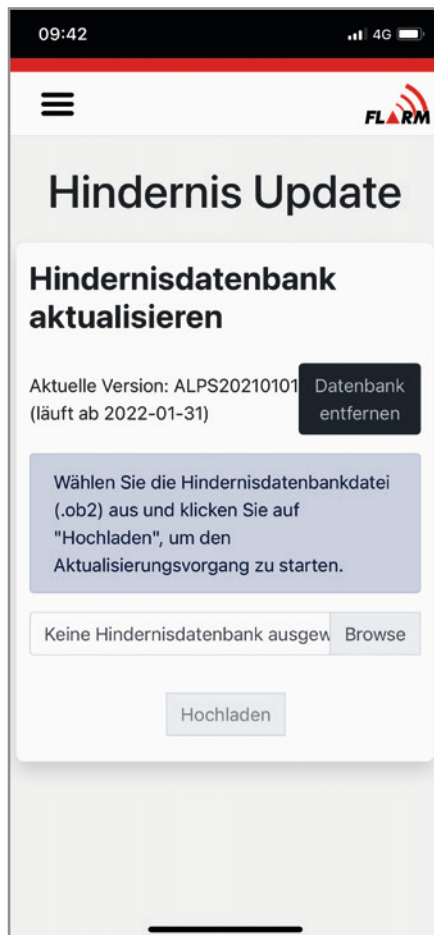 09:42
4G
FLARM
Hindernis Update
Hindernisdatenbank
aktualisieren
Aktuelle Version: ALPS20210101
(läuft ab 2022-01-31)
Datenbank
entfernen
Wählen Sie die Hindernisdatenbankdatei
(.ob2) aus und klicken Sie auf
"Hochladen", um den
Aktualisierungsvorgang zu starten.
Keine Hindernisdatenbank ausgew
Browse
Hochladen